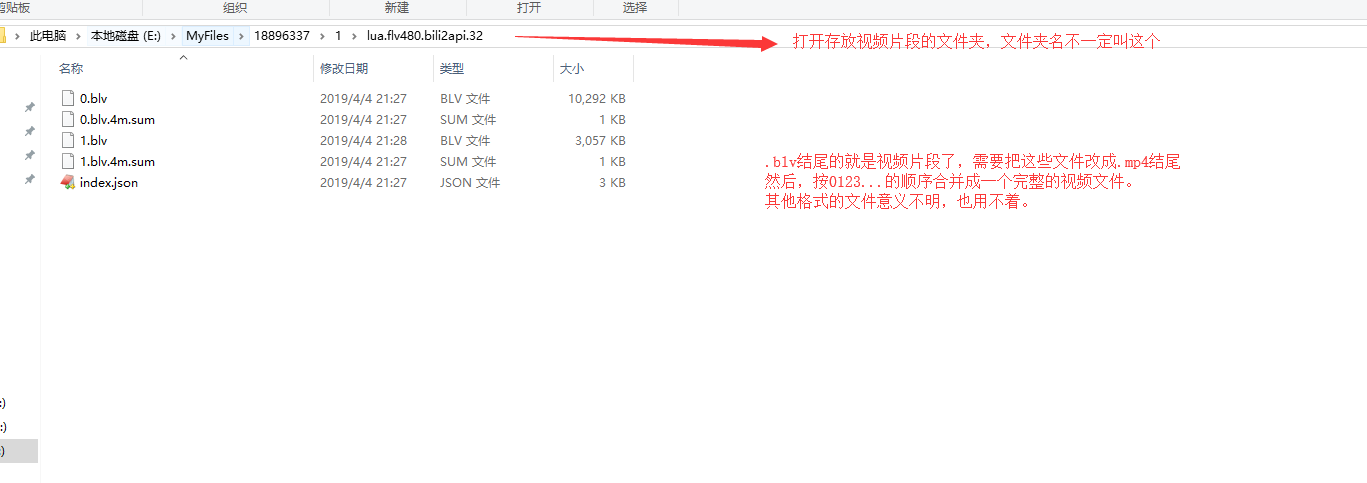 剪贴板 组织 新建 打开 选择
此电脑 本地磁盘 (E:) MyFiles 18896337 1 lua.flv480.bili2api.32
打开存放视频片段的文件夹，文件夹名不一定叫这个
名称 修改日期 类型 大小
0.blv 2019/4/4 21:27 BLV 文件 10,292 KB
0.blv.4m.sum 2019/4/4 21:27 SUM 文件 1 KB
1.blv 2019/4/4 21:28 BLV 文件 3,057 KB
1.blv.4m.sum 2019/4/4 21:27 SUM 文件 1 KB
index.json 2019/4/4 21:27 JSON 文件 3 KB
.blv结尾的就是视频片段了，需要把这些文件改成.mp4结尾
然后，按0123...的顺序合并成一个完整的视频文件。
其他格式的文件意义不明，也用不着。
:)
:)
:)